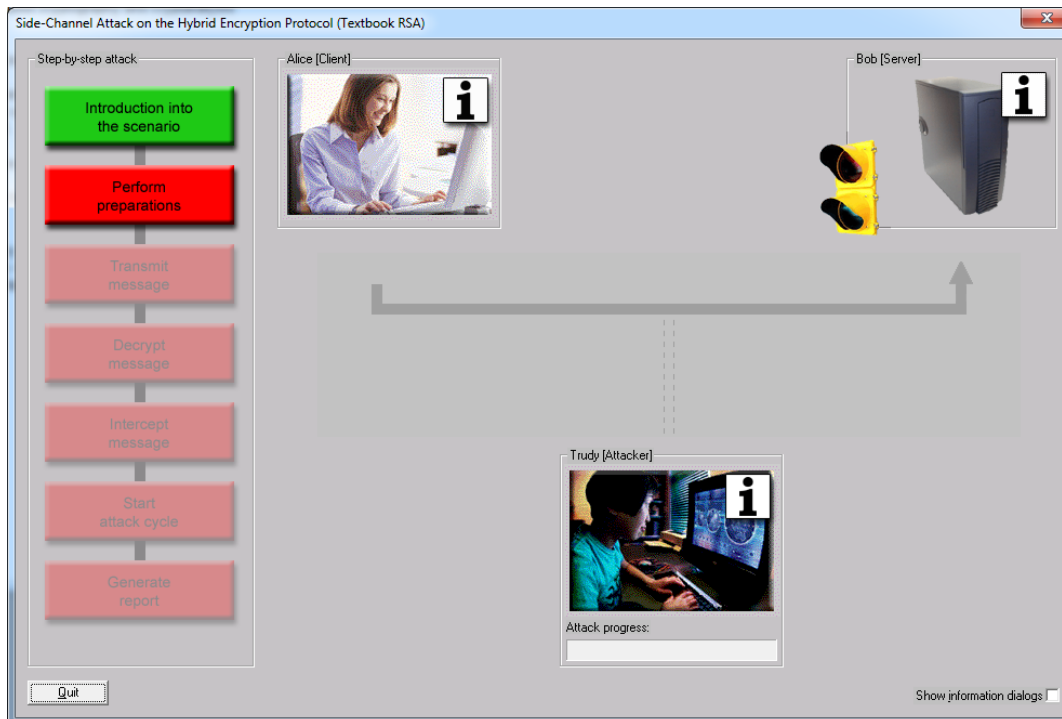 Side-Channel Attack on the Hybrid Encryption Protocol (Textbook RSA)
Step-by-step attack
Introduction into
the scenario
Perform
preparations
Transmit
message
Decrypt
message
Intercept
message
Start
attack cycle
Generate
report
Quit
Alice [Client]
i
Bob [Server]
i
Trudy [Attacker]
i
Attack progress:
Show information dialogs